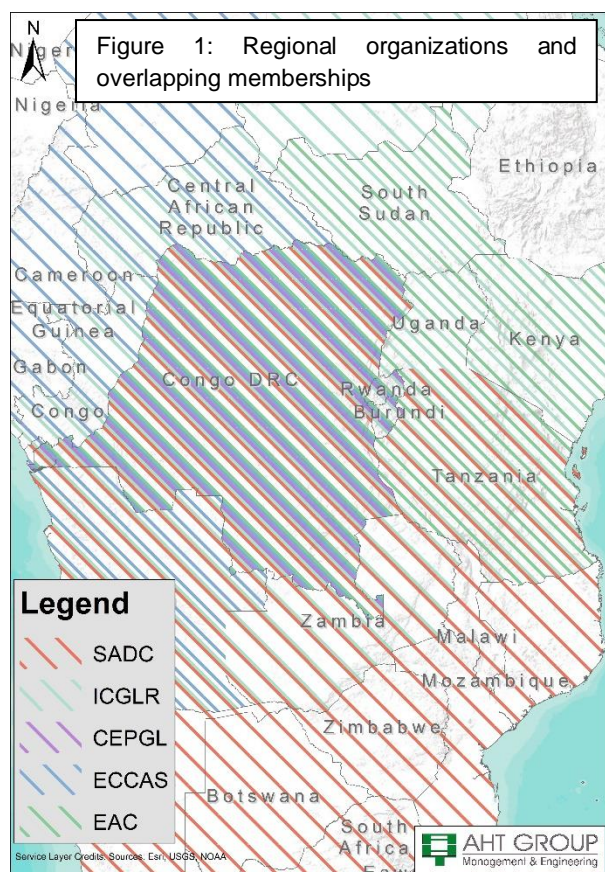 Figure 1: Regional organizations and
overlapping memberships
N
Niger
Nigeria
Ethiopia
Central
African
Republic
South
Sudan
Cameroon
Equatorial
Guinea
Uganda
Kenya
Gabon
Congo DRC
Rwanda
Congo
Burundi
Tanzania
Legend
SADC
ICGLR
CEPGL
ECCAS
EAC
Zambia
Malawi
Mozambique
Zimbabwe
Botswana
South
Africa
AHT GROUP
Management & Engineering
Service Layer Credits: Sources: Esri, USGS, NOAA